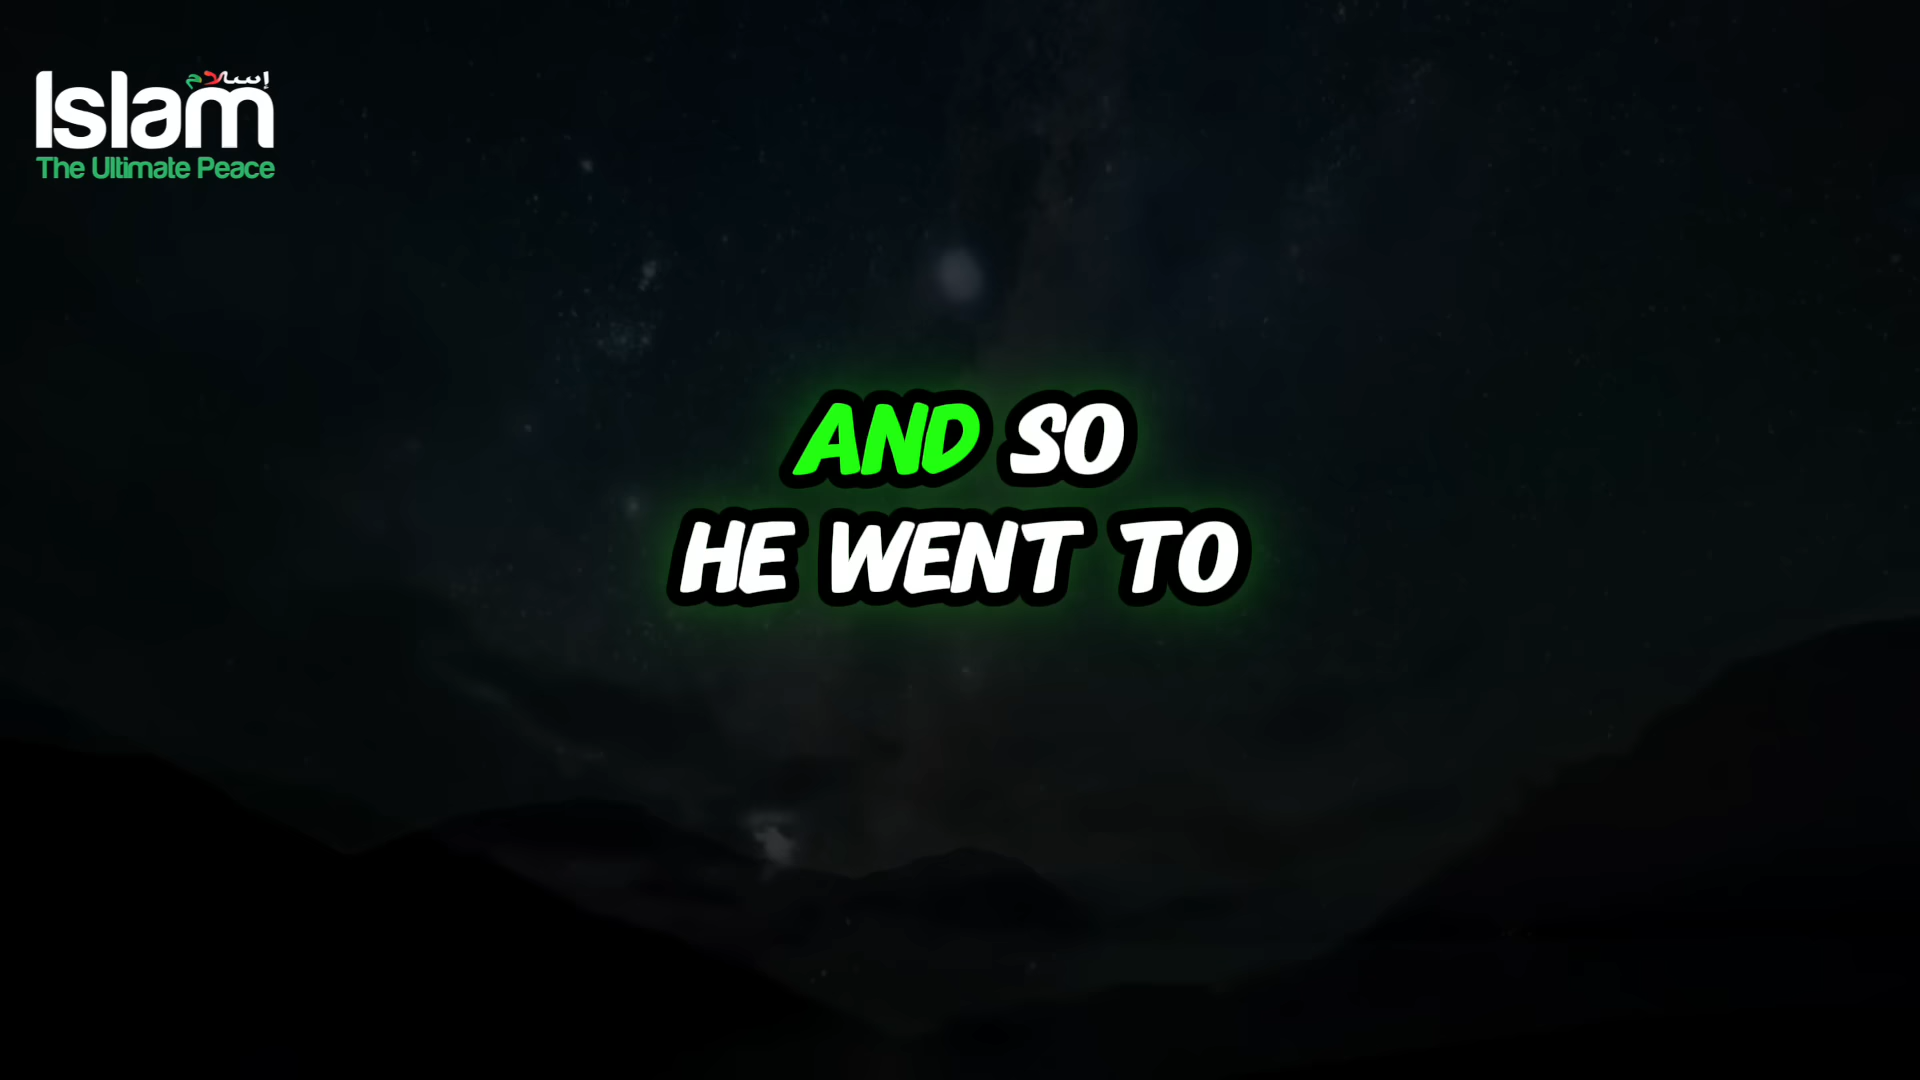 إسلام
Islam
The Ultimate Peace
AND SO
HE WENT TO